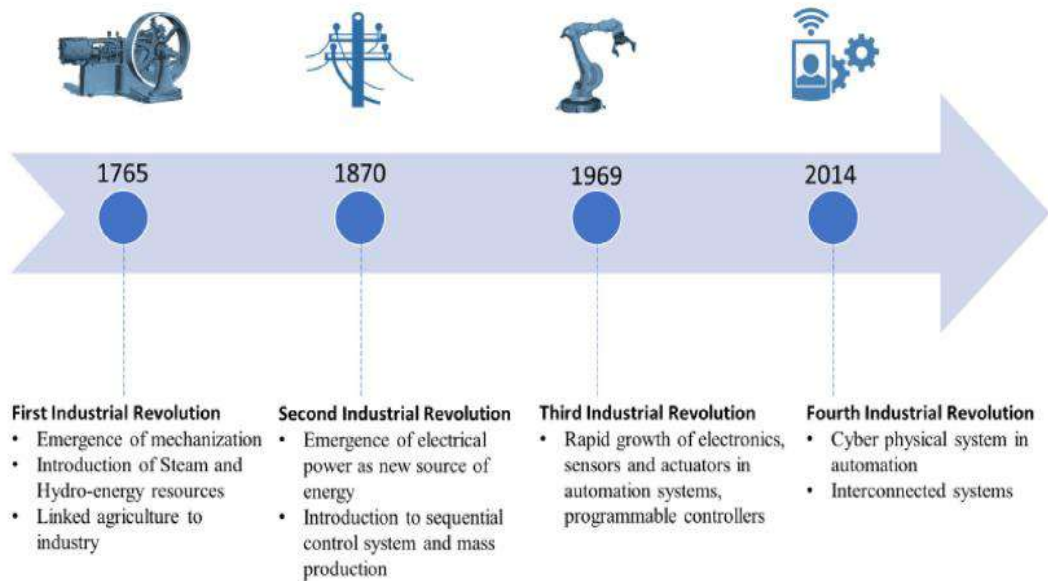 1765
1870
1969
2014
First Industrial Revolution
• Emergence of mechanization
• Introduction of Steam and
Hydro-energy resources
• Linked agriculture to
industry
Second Industrial Revolution
• Emergence of electrical
power as new source of
energy
• Introduction to sequential
control system and mass
production
Third Industrial Revolution
• Rapid growth of electronics,
sensors and actuators in
automation systems,
programmable controllers
Fourth Industrial Revolution
• Cyber physical system in
automation
• Interconnected systems